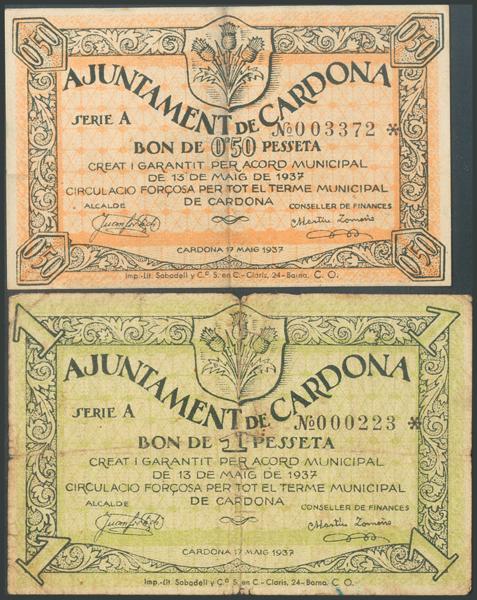 0'50 0'50
AJUNTAMENT DE CARDONA
SERIE A No 003372 *
BON DE 0'50 PESSETA
CREAT I GARANTIT PER ACORD MUNICIPAL
DE 13 DE MAIG DE 1937
CIRCULACIO FORÇOSA PER TOT EL TERME MUNICIPAL
DE CARDONA
ALCALDE CONSELLER DE FINANCES
CARDONA 17 MAIG 1937
0'50 0'50
Imp.-Lit. Sabadell y Cª S. en C.- Claris, 24-Barna. C. O.
1 1
AJUNTAMENT DE CARDONA
SERIE A No 000223 *
BON DE 1 PESSETA
CREAT I GARANTIT PER ACORD MUNICIPAL
DE 13 DE MAIG DE 1937
CIRCULACIO FORÇOSA PER TOT EL TERME MUNICIPAL
DE CARDONA
ALCALDE CONSELLER DE FINANCES
CARDONA 17 MAIG 1937
1 1
Imp.-Lit. Sabadell y Cª S. en C.- Claris, 24-Barna. C. O.